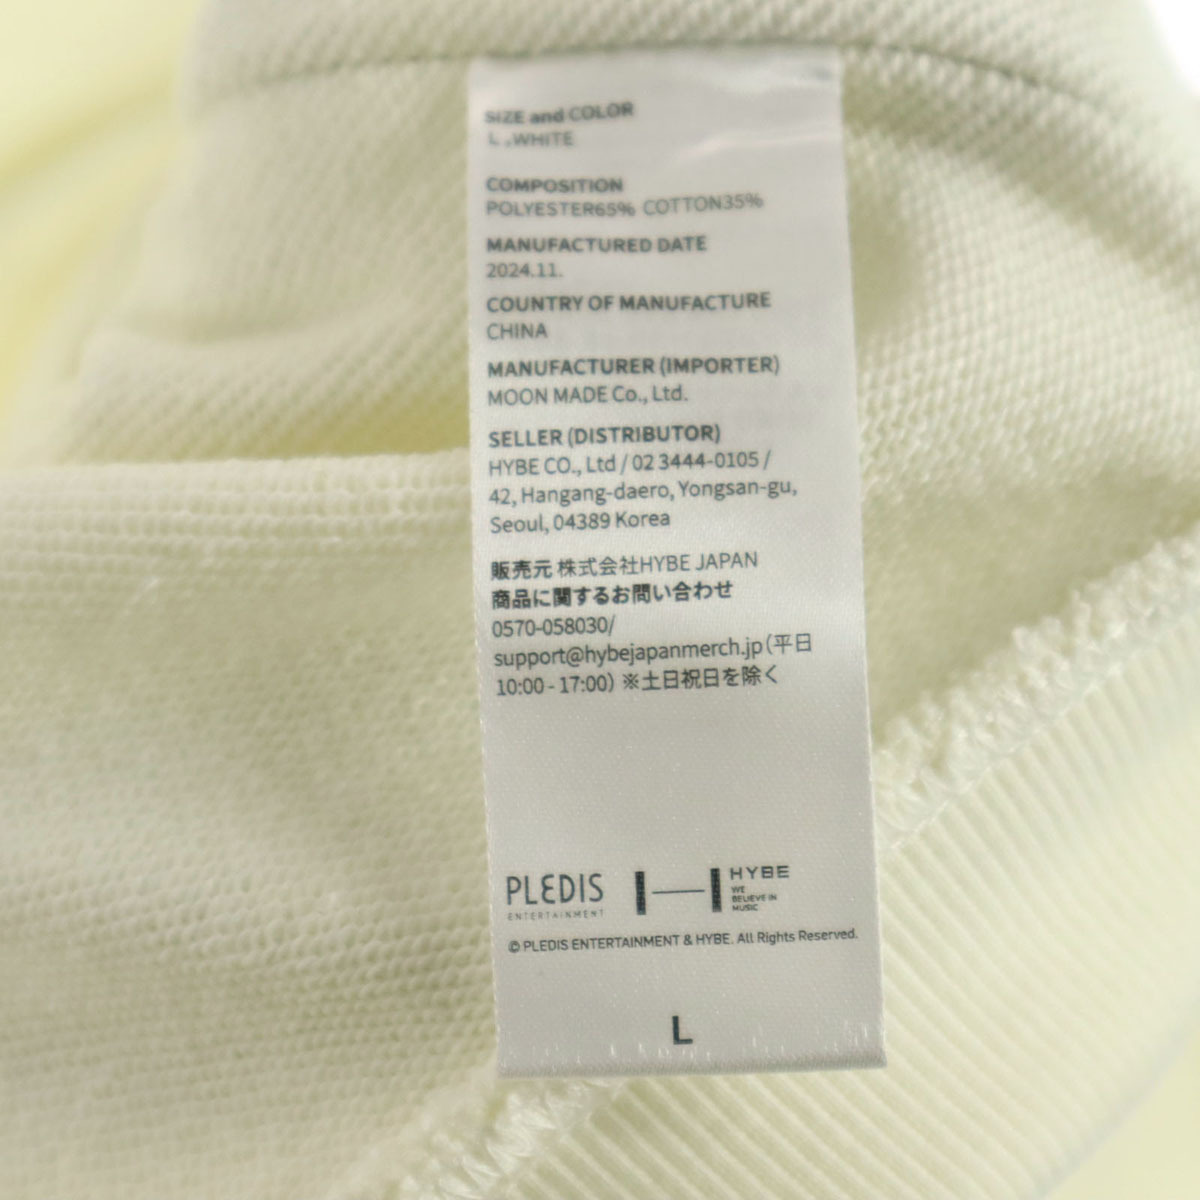 SIZE and COLOR
L .WHITE
COMPOSITION
POLYESTER65% COTTON35%
MANUFACTURED DATE
2024.11.
COUNTRY OF MANUFACTURE
CHINA
MANUFACTURER (IMPORTER)
MOON MADE Co., Ltd.
SELLER (DISTRIBUTOR)
HYBE CO., Ltd / 02 3444-0105 /
42, Hangang-daero, Yongsan-gu,
Seoul, 04389 Korea
販売元 株式会社HYBE JAPAN
商品に関するお問い合わせ
0570-058030/
support@hybejapanmerch.jp (平日
10:00 - 17:00) ※土日祝日を除く
PLEDIS
ENTERTAINMENT
HYBE
WE
BELIEVE IN
MUSIC
© PLEDIS ENTERTAINMENT & HYBE. All Rights Reserved.
L